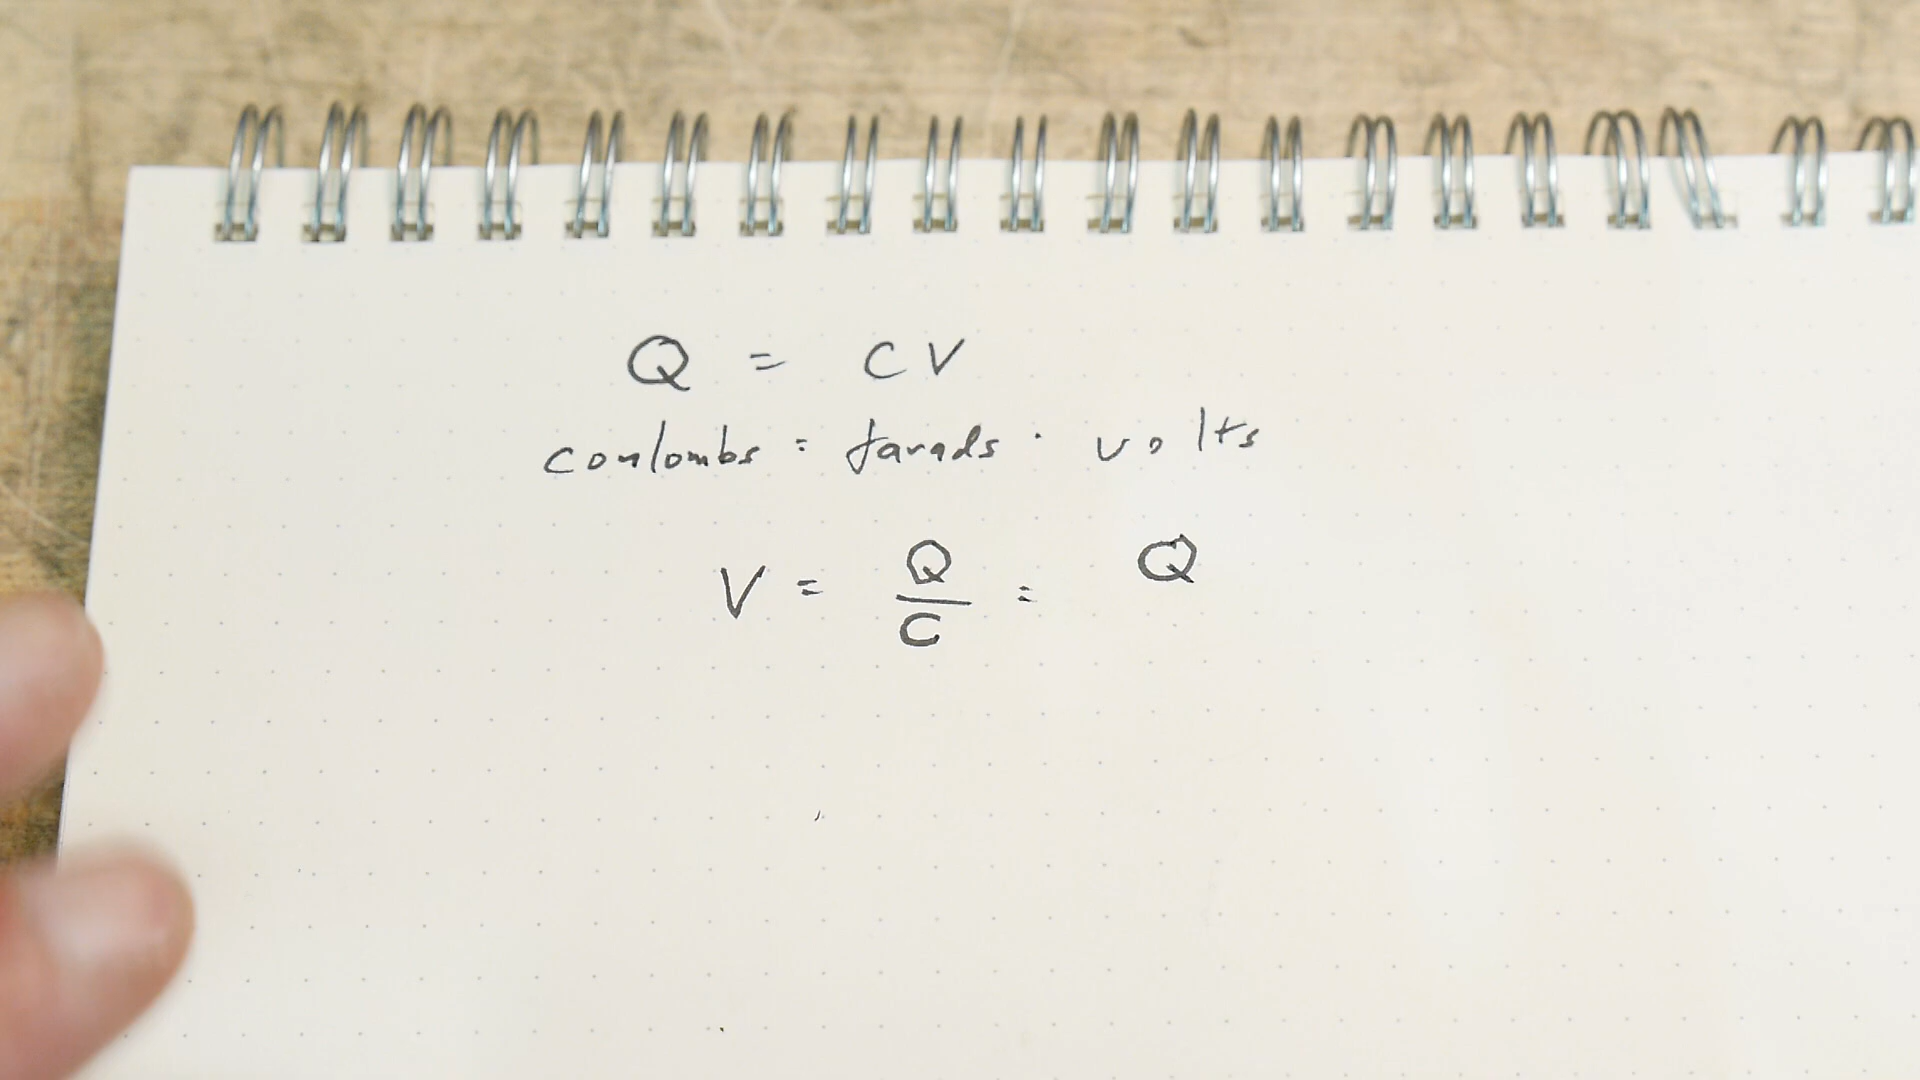 Q = CV
coulombs = farads · volts
V = Q/C = Q